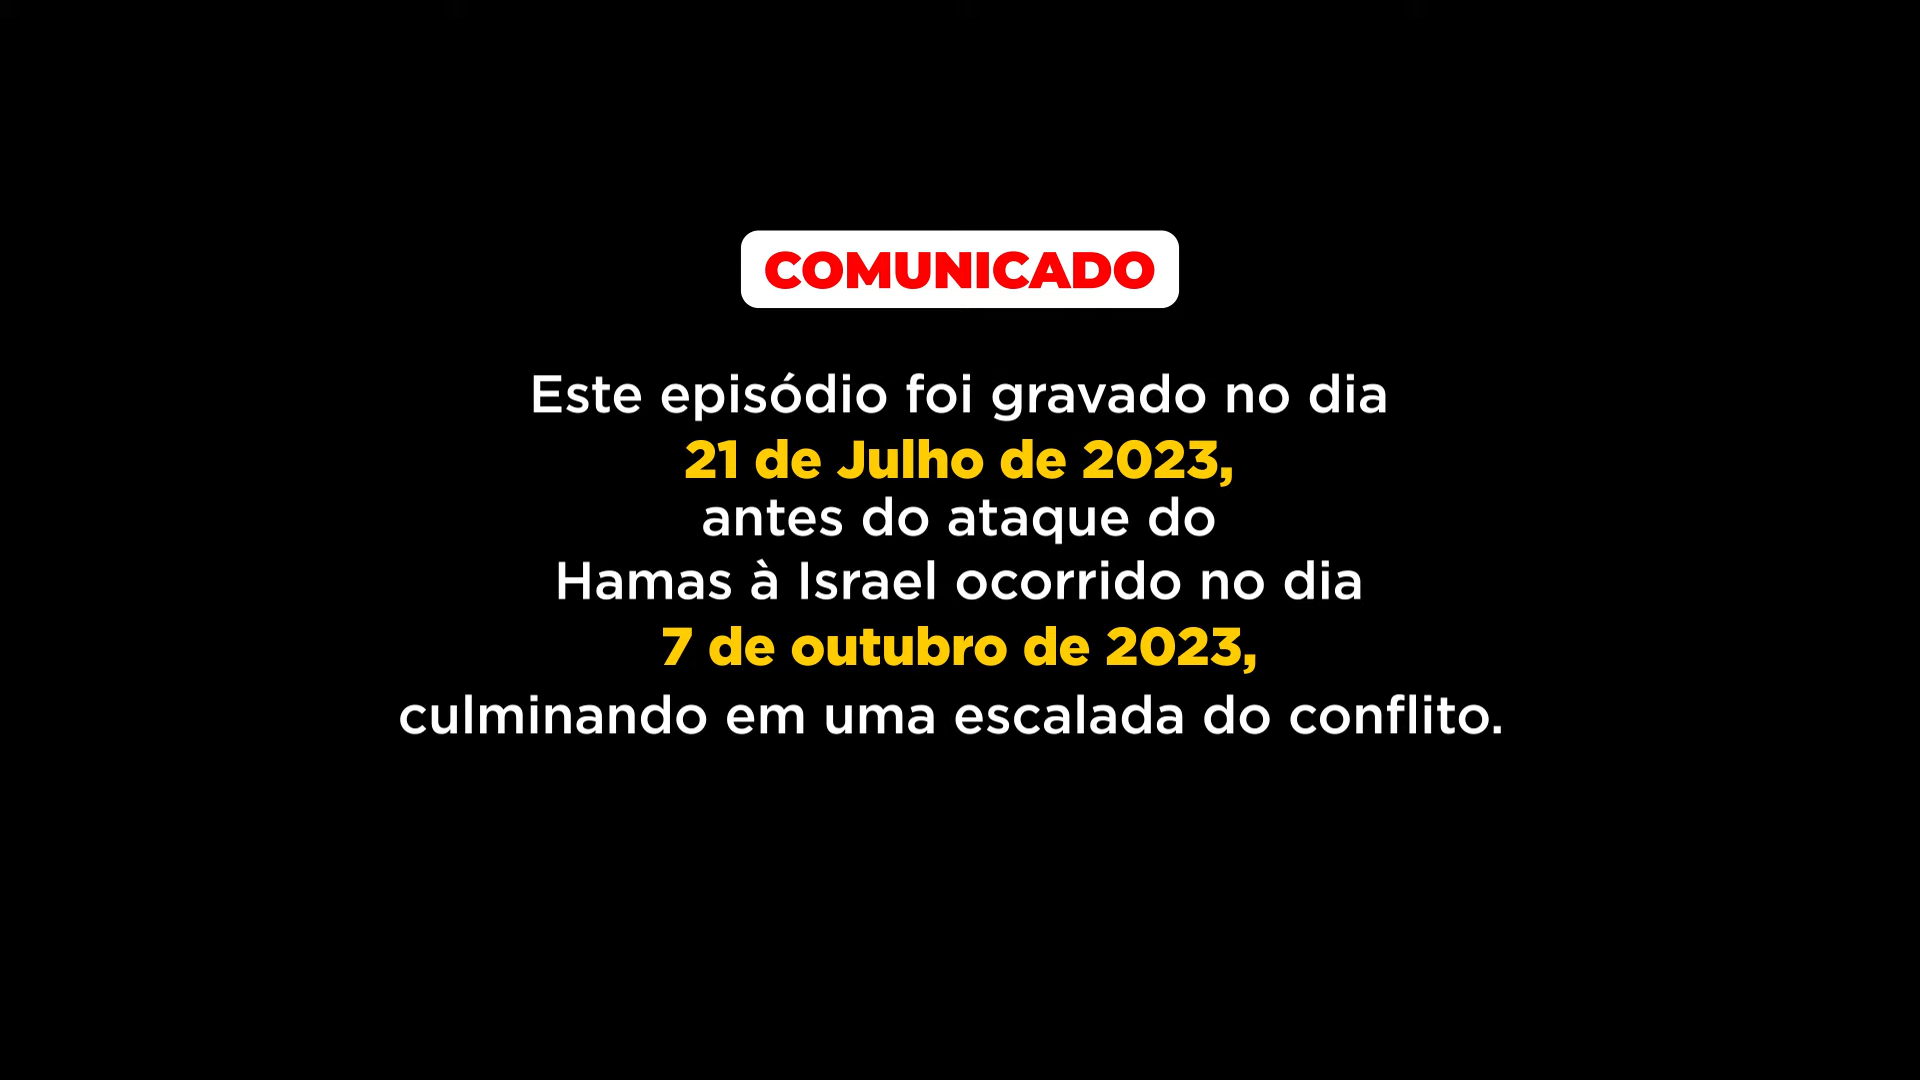 COMUNICADO
Este episódio foi gravado no dia
21 de Julho de 2023,
antes do ataque do
Hamas à Israel ocorrido no dia
7 de outubro de 2023,
culminando em uma escalada do conflito.